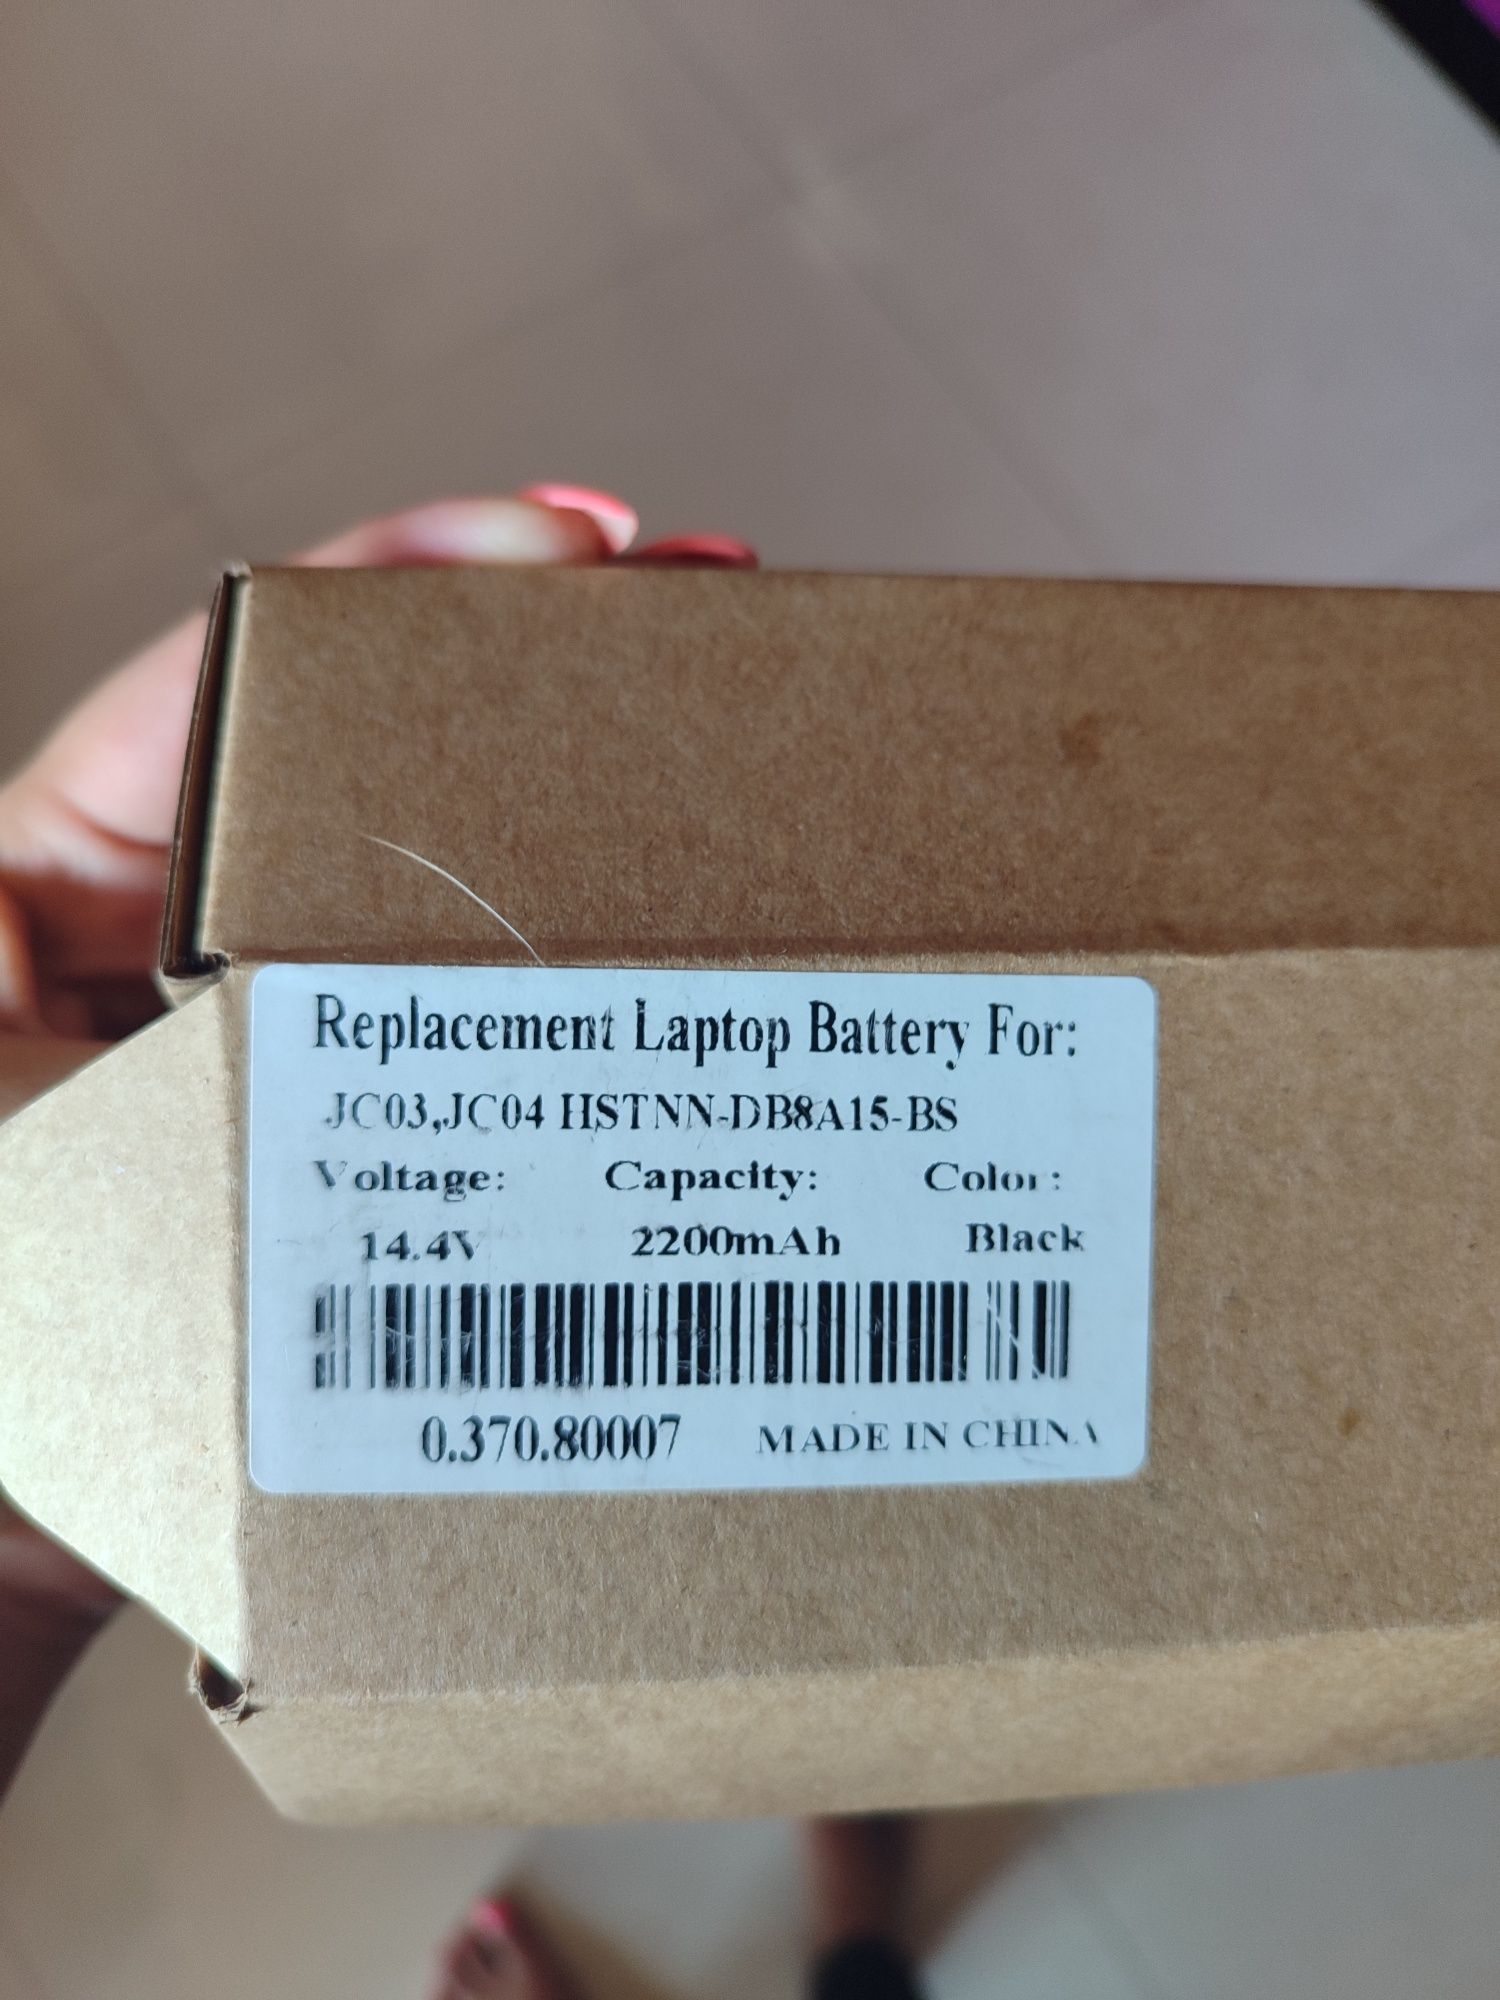 Replacement Laptop Battery For:
JC03,JC04 HSTNN-DB8A15-BS
Voltage: Capacity: Color:
14.4V 2200mAh Black
0.370.80007 MADE IN CHINA